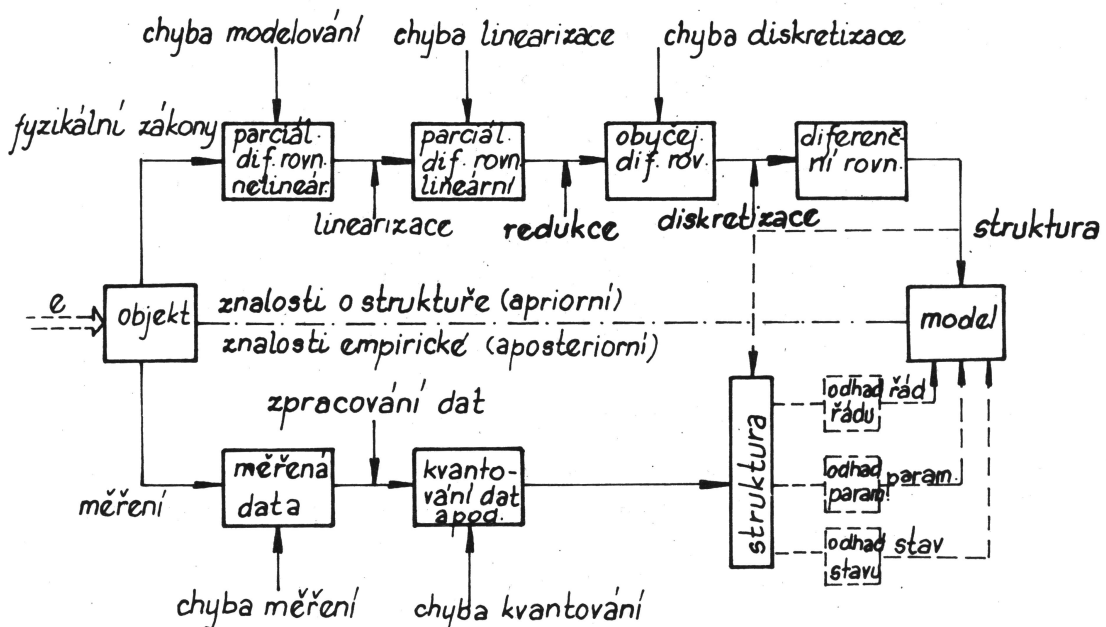 chyba modelování
chyba linearizace
chyba diskretizace
fyzikální zákony
parciál.
dif. rovn.
nelineár.
parciál.
dif. rovn.
lineární
obyčej.
dif. rov.
diferenč-
ní rovn.
linearizace
redukce
diskretizace
struktura
e
objekt
znalosti o struktuře (apriorní)
znalosti empirické (aposteriorní)
model
zpracování dat
struktura
odhad
řádu
řád
měřená
data
kvanto-
vání dat
apod.
měření
odhad
param.
param.
odhad
stavu
stav
chyba měření
chyba kvantování